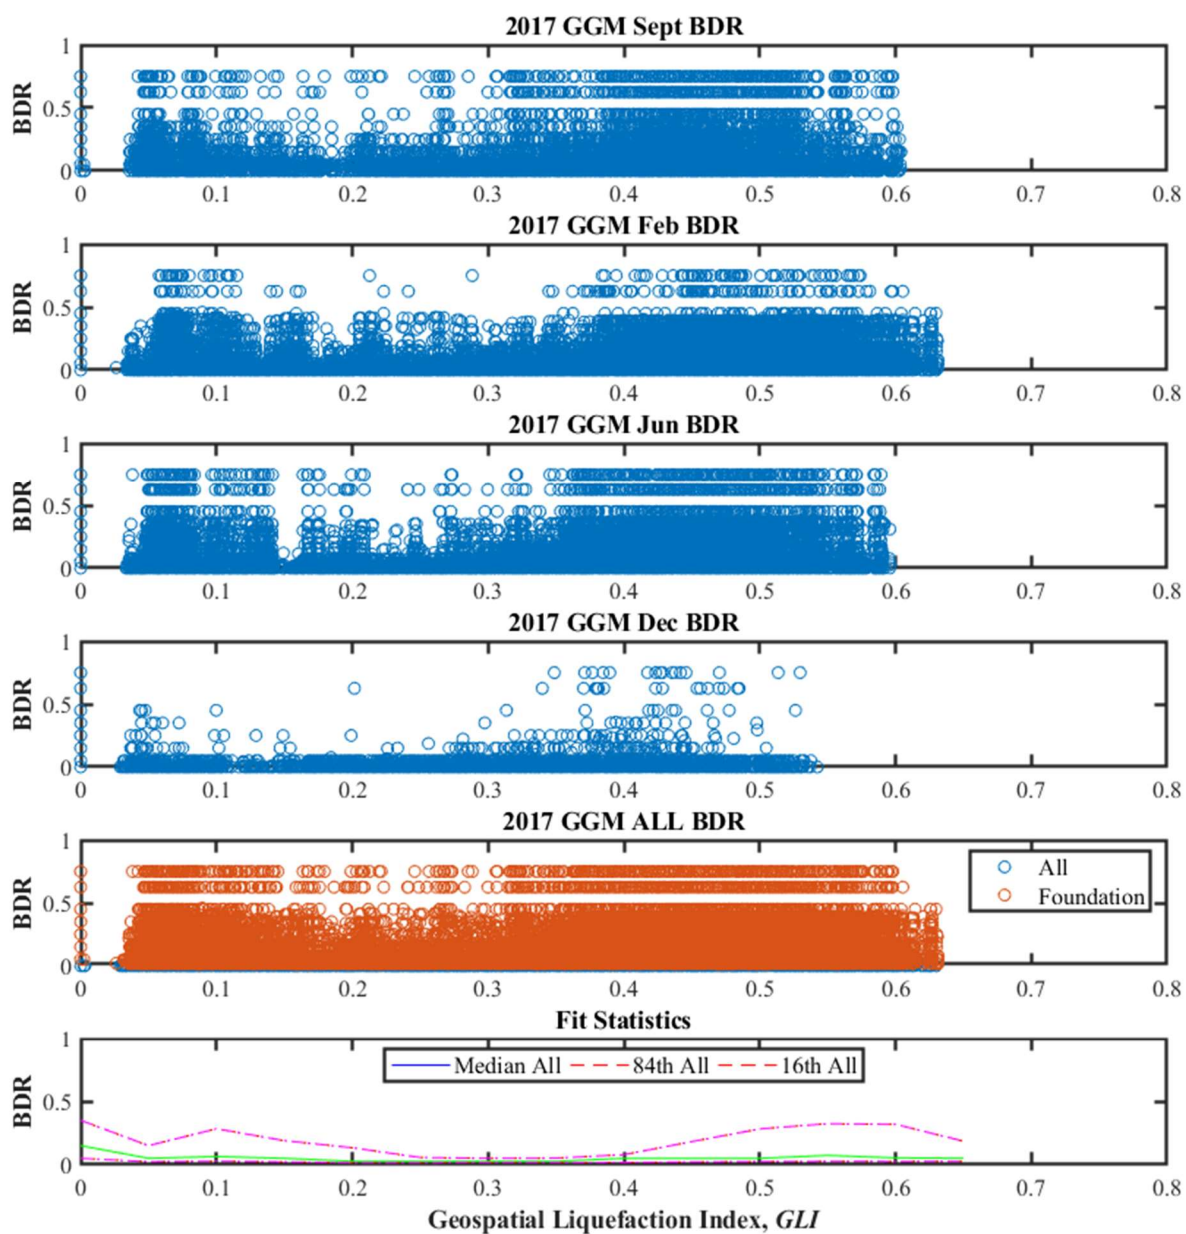 2017 GGM Sept BDR
1
0.5
0
BDR
0 0.1 0.2 0.3 0.4 0.5 0.6 0.7 0.8
2017 GGM Feb BDR
1
0.5
0
BDR
0 0.1 0.2 0.3 0.4 0.5 0.6 0.7 0.8
2017 GGM Jun BDR
1
0.5
0
BDR
0 0.1 0.2 0.3 0.4 0.5 0.6 0.7 0.8
2017 GGM Dec BDR
1
0.5
0
BDR
0 0.1 0.2 0.3 0.4 0.5 0.6 0.7 0.8
2017 GGM ALL BDR
1
0.5
0
BDR
All
Foundation
0 0.1 0.2 0.3 0.4 0.5 0.6 0.7 0.8
Fit Statistics
1
0.5
0
BDR
Median All 84th All 16th All
0 0.1 0.2 0.3 0.4 0.5 0.6 0.7 0.8
Geospatial Liquefaction Index, GLI